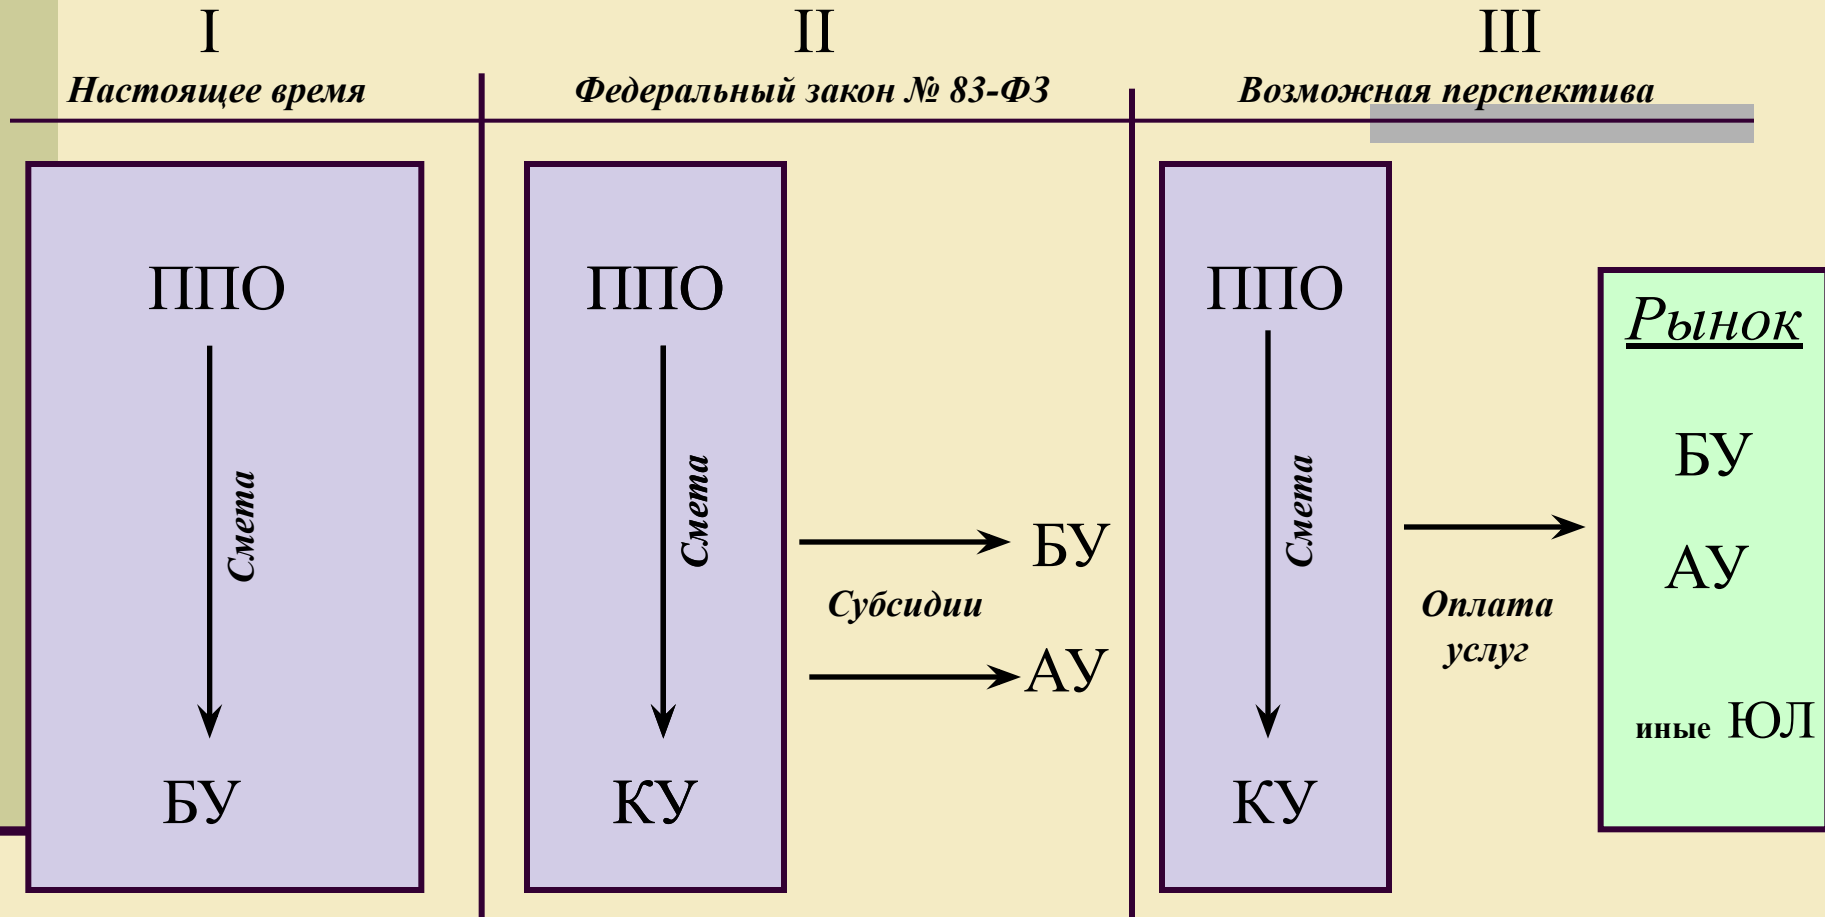 I
Настоящее время
ППО
Смета
БУ
II
Федеральный закон № 83-ФЗ
ППО
Смета
КУ
БУ
Субсидии
АУ
III
Возможная перспектива
ППО
Смета
КУ
Оплата
услуг
Рынок
БУ
АУ
иные ЮЛ